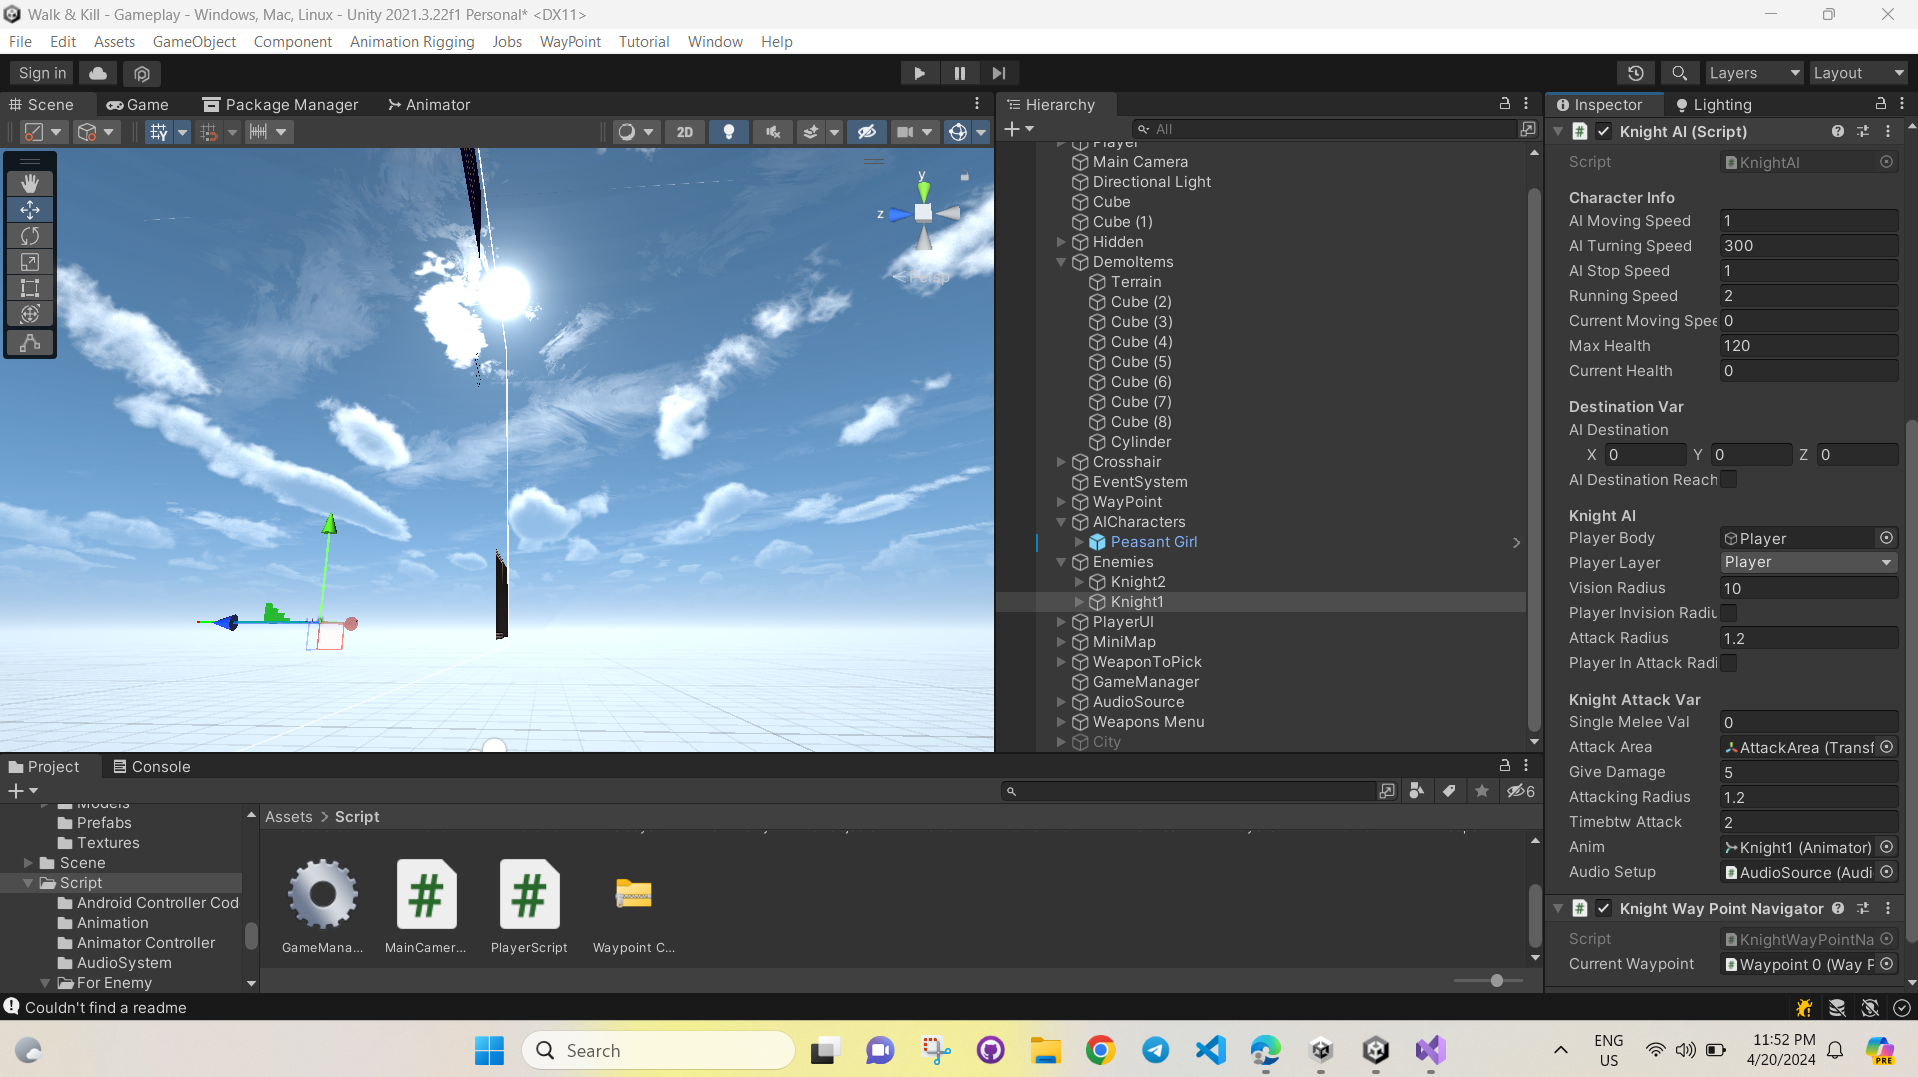 Walk & Kill - Gameplay - Windows, Mac, Linux - Unity 2021.3.22f1 Personal* <DX11>
File Edit Assets GameObject Component Animation Rigging Jobs WayPoint Tutorial Window Help
Sign in
Layers
Layout
Scene
Game
Package Manager
Animator
2D
y
z
Persp
Hierarchy
All
Player
Main Camera
Directional Light
Cube
Cube (1)
Hidden
DemoItems
Terrain
Cube (2)
Cube (3)
Cube (4)
Cube (5)
Cube (6)
Cube (7)
Cube (8)
Cylinder
Crosshair
EventSystem
WayPoint
AICharacters
Peasant Girl
Enemies
Knight2
Knight1
PlayerUI
MiniMap
WeaponToPick
GameManager
AudioSource
Weapons Menu
City
Inspector
Lighting
Knight AI (Script)
Script KnightAI
Character Info
AI Moving Speed 1
AI Turning Speed 300
AI Stop Speed 1
Running Speed 2
Current Moving Spee 0
Max Health 120
Current Health 0
Destination Var
AI Destination
X 0 Y 0 Z 0
AI Destination Reach
Knight AI
Player Body Player
Player Layer Player
Vision Radius 10
Player Invision Radiu
Attack Radius 1.2
Player In Attack Radi
Knight Attack Var
Single Melee Val 0
Attack Area AttackArea (Transf
Give Damage 5
Attacking Radius 1.2
Timebtw Attack 2
Anim Knight1 (Animator)
Audio Setup AudioSource (Audi
Knight Way Point Navigator
Script KnightWayPointNa
Current Waypoint Waypoint 0 (Way P
Project
Console
6
Models
Prefabs
Textures
Scene
Script
Android Controller Cod
Animation
Animator Controller
AudioSystem
For Enemy
Assets > Script
GameMana...
MainCamer...
PlayerScript
Waypoint C...
Couldn't find a readme
Search
ENG
US
11:52 PM
4/20/2024
PRE